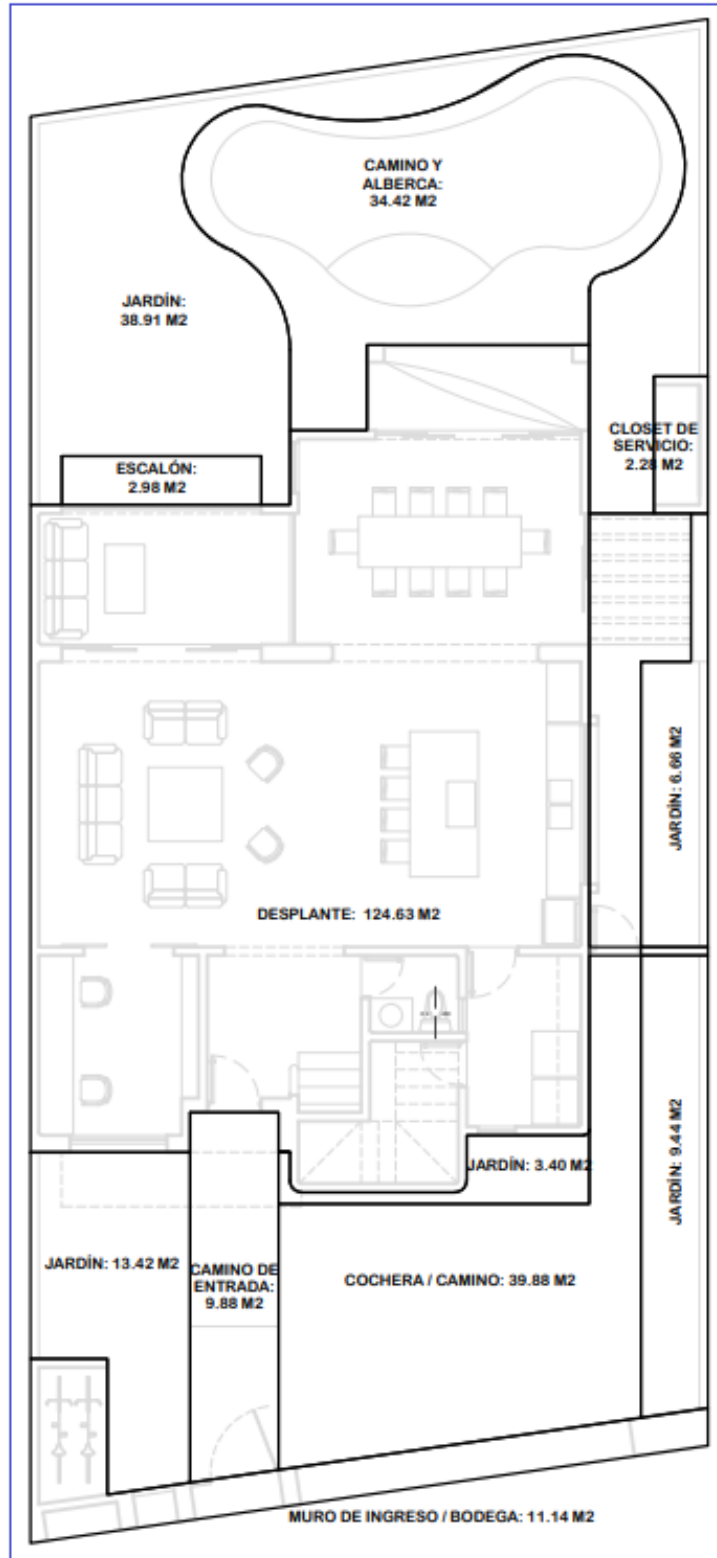 CAMINO Y
ALBERCA:
34.42 M2
JARDÍN:
38.91 M2
CLOSET DE
SERVICIO:
2.28 M2
ESCALÓN:
2.98 M2
JARDÍN: 6.66 M2
DESPLANTE: 124.63 M2
JARDÍN: 9.44 M2
JARDÍN: 3.40 M2
JARDÍN: 13.42 M2
CAMINO DE
ENTRADA:
9.88 M2
COCHERA / CAMINO: 39.88 M2
MURO DE INGRESO / BODEGA: 11.14 M2